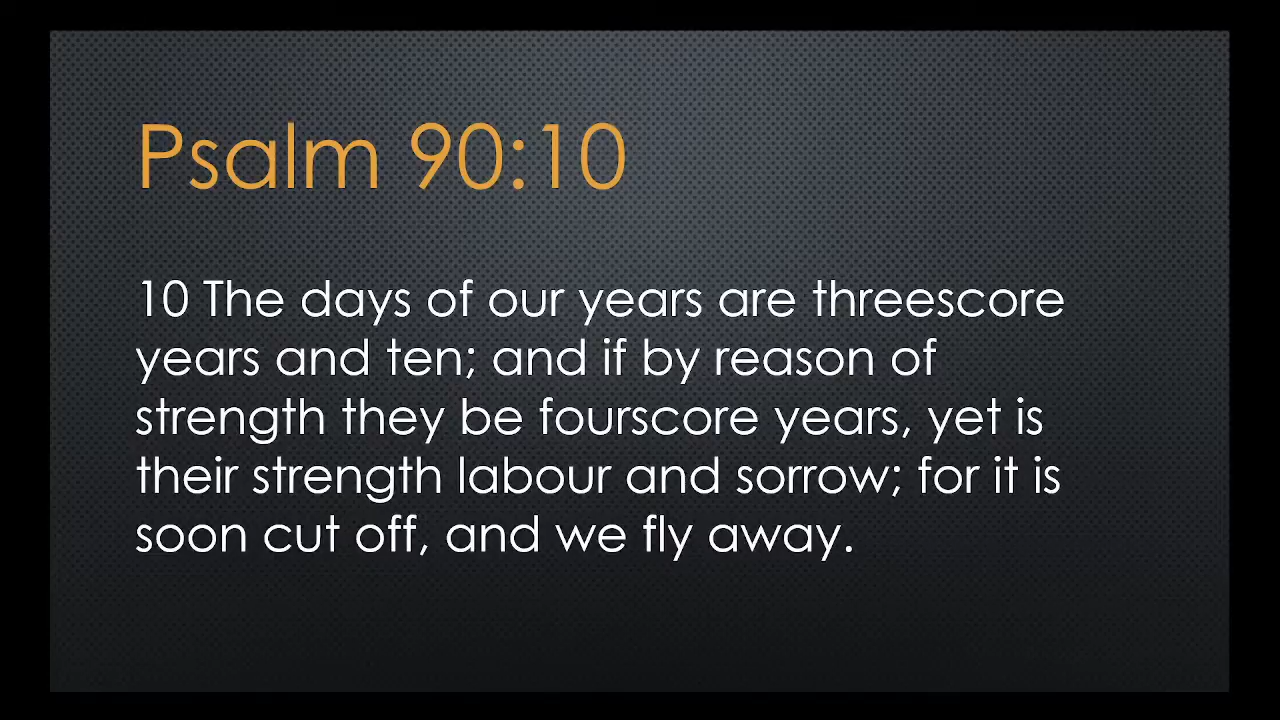 Psalm 90:10
10 The days of our years are threescore
years and ten; and if by reason of
strength they be fourscore years, yet is
their strength labour and sorrow; for it is
soon cut off, and we fly away.